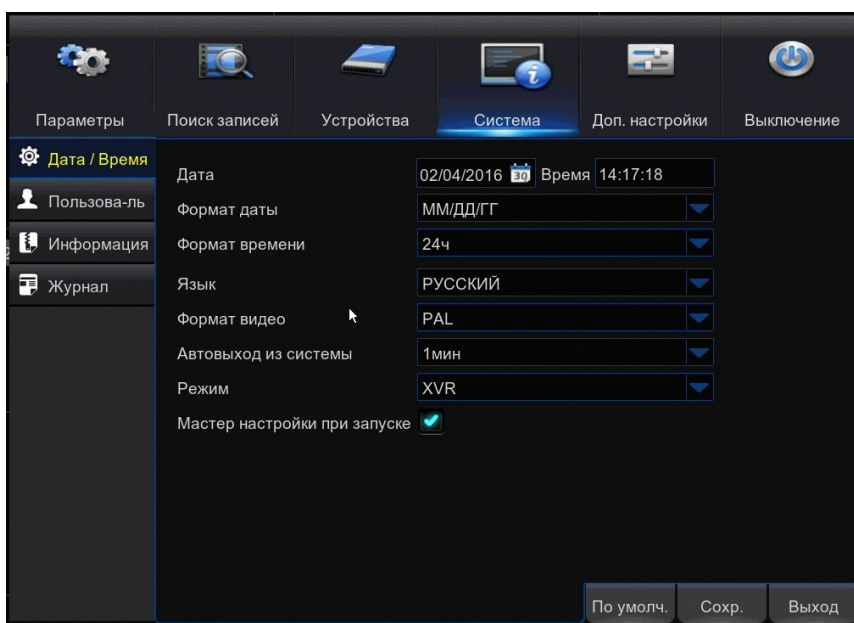 Параметры Поиск записей Устройства Система Доп. настройки Выключение
Дата / Время
Пользова-ль
Информация
Журнал
Дата 02/04/2016 30 Время 14:17:18
Формат даты ММ/ДД/ГГ
Формат времени 24ч
Язык РУССКИЙ
Формат видео PAL
Автовыход из системы 1мин
Режим XVR
Мастер настройки при запуске
По умолч. Сохр. Выход